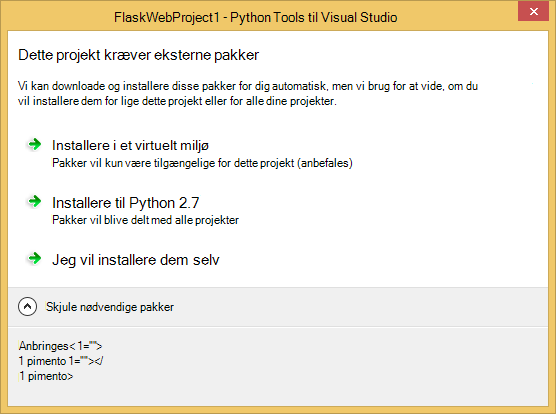 FlaskWebProject1 - Python Tools til Visual Studio
Dette projekt kræver eksterne pakker
Vi kan downloade og installere disse pakker for dig automatisk, men vi brug for at vide, om du
vil installere dem for lige dette projekt eller for alle dine projekter.
Installere i et virtuelt miljø
Pakker vil kun være tilgængelige for dette projekt (anbefales)
Installere til Python 2.7
Pakker vil blive delt med alle projekter
Jeg vil installere dem selv
Skjule nødvendige pakker
Anbringes< 1="">
1 pimento 1=""></
1 pimento>